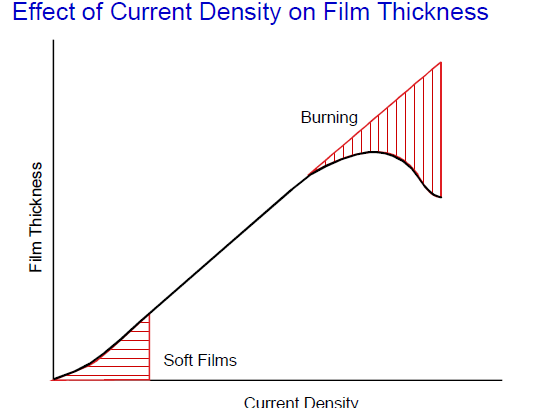 Effect of Current Density on Film Thickness
Burning
Film Thickness
Soft Films
Current Density